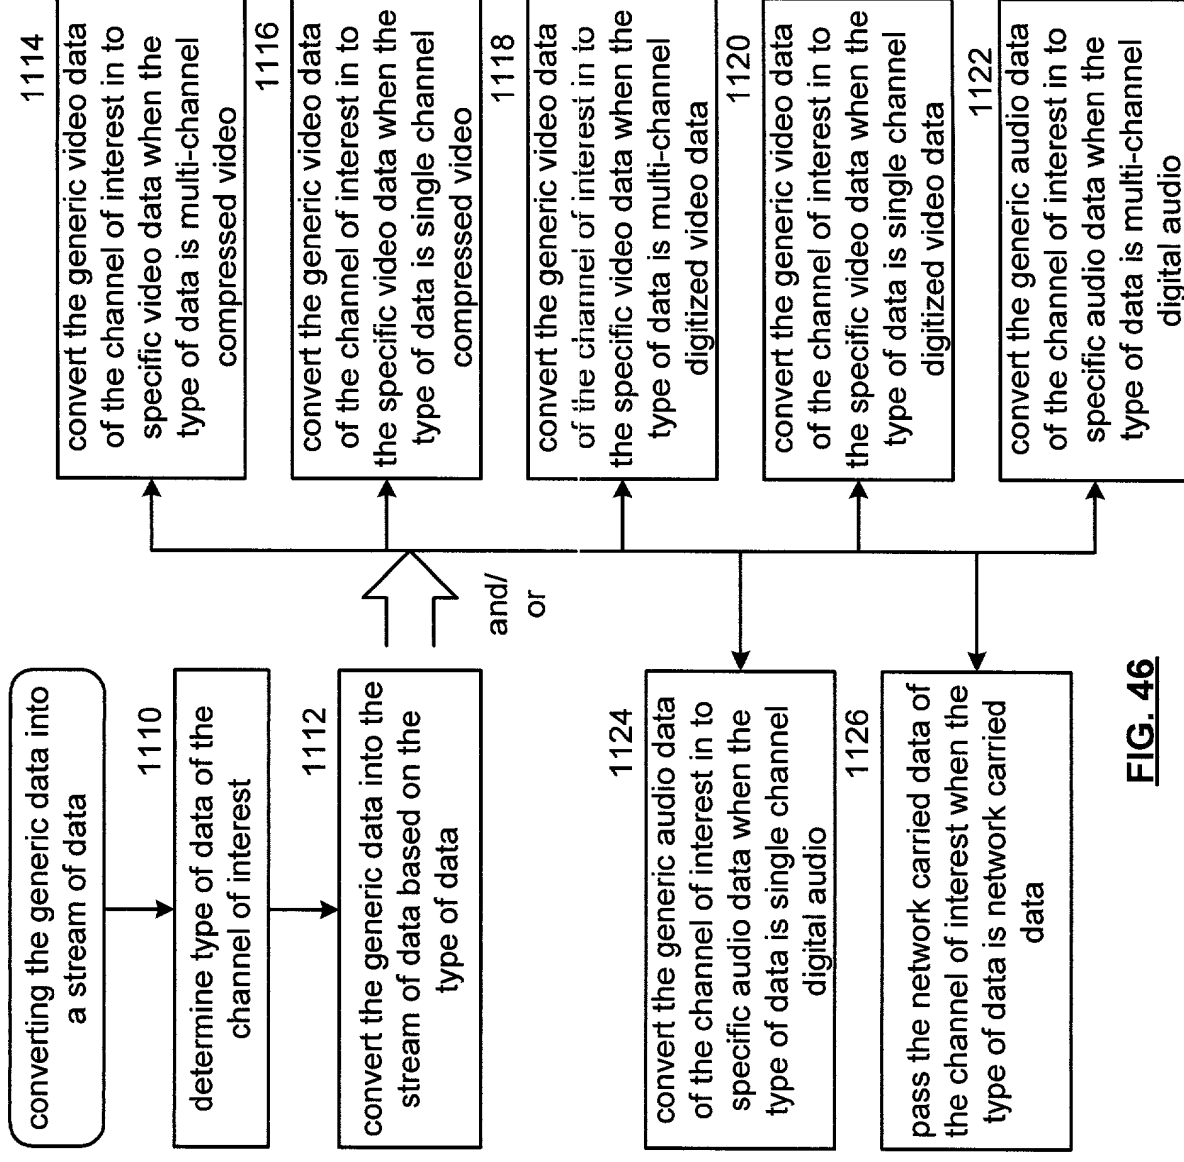 converting the generic data into
a stream of data
1110
determine type of data of the
channel of interest
1112
convert the generic data into the
stream of data based on the
type of data
and/
or
1114
convert the generic video data
of the channel of interest in to
specific video data when the
type of data is multi-channel
compressed video
1116
convert the generic video data
of the channel of interest in to
the specific video data when the
type of data is single channel
compressed video
1118
convert the generic video data
of the channel of interest in to
the specific video data when the
type of data is multi-channel
digitized video data
1120
convert the generic video data
of the channel of interest in to
the specific video data when the
type of data is single channel
digitized video data
1122
convert the generic audio data
of the channel of interest in to
specific audio data when the
type of data is multi-channel
digital audio
1124
convert the generic audio data
of the channel of interest in to
specific audio data when the
type of data is single channel
digital audio
1126
pass the network carried data of
the channel of interest when the
type of data is network carried
data
FIG. 46